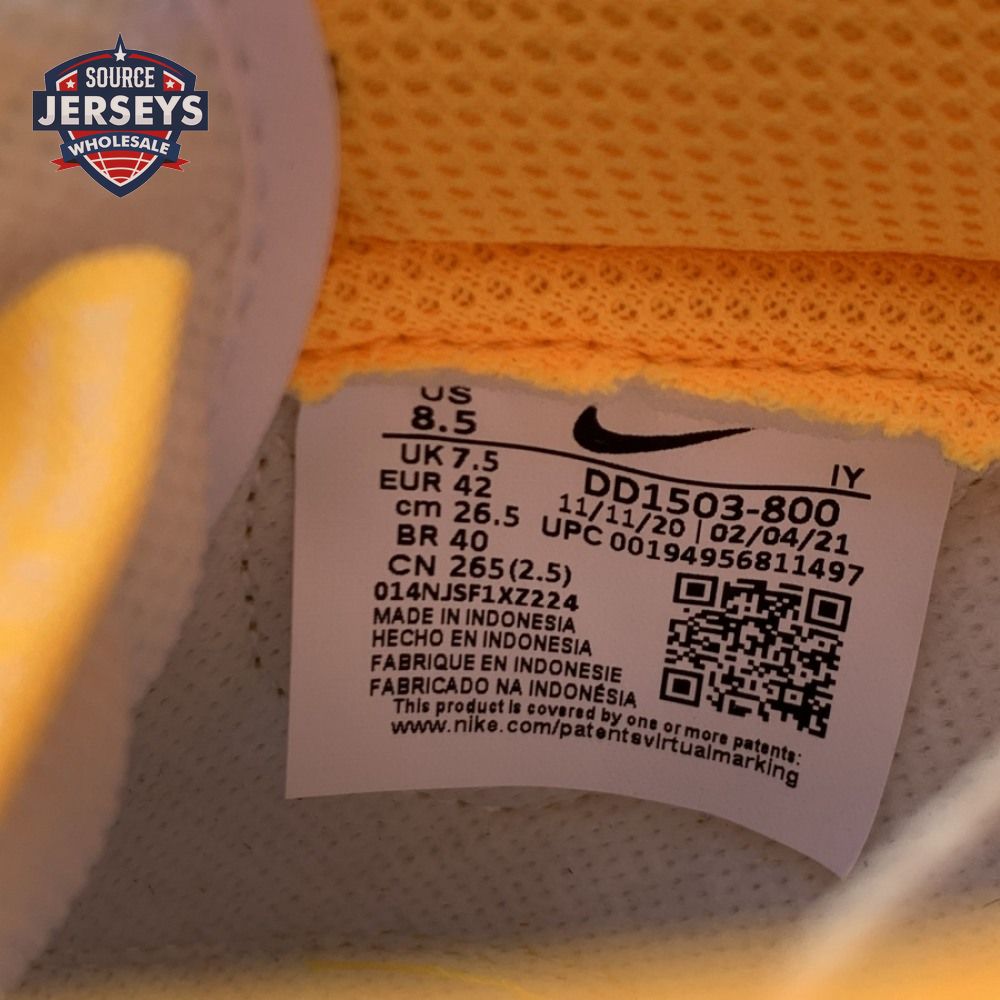 SOURCE
JERSEYS
WHOLESALE
US
8.5
UK 7.5
EUR 42
cm 26.5
BR 40
CN 265(2.5)
014NJSF1XZ224
IY
DD1503-800
11/11/20 | 02/04/21
UPC 00194956811497
MADE IN INDONESIA
HECHO EN INDONESIA
FABRIQUE EN INDONESIE
FABRICADO NA INDONÉSIA
This product is covered by one or more patents:
www.nike.com/patentsvirtualmarking